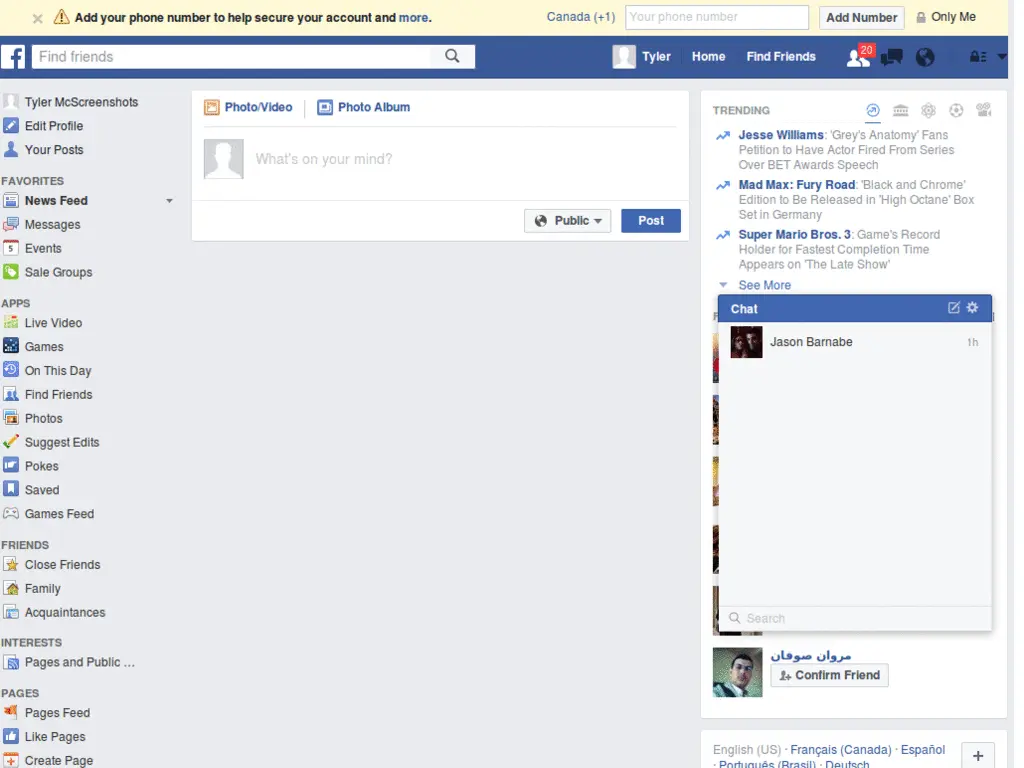 Add your phone number to help secure your account and more.
Canada (+1)
Your phone number
Add Number
Only Me
f
Find friends
Tyler
Home
Find Friends
20
Tyler McScreenshots
Edit Profile
Your Posts
FAVORITES
News Feed
Messages
5
Events
Sale Groups
APPS
Live Video
Games
On This Day
Find Friends
Photos
Suggest Edits
Pokes
Saved
Games Feed
FRIENDS
Close Friends
Family
Acquaintances
INTERESTS
Pages and Public ...
PAGES
Pages Feed
Like Pages
Create Page
Photo/Video
Photo Album
What's on your mind?
Public
Post
TRENDING
Jesse Williams: 'Grey's Anatomy' Fans
Petition to Have Actor Fired From Series
Over BET Awards Speech
Mad Max: Fury Road: 'Black and Chrome'
Edition to Be Released in 'High Octane' Box
Set in Germany
Super Mario Bros. 3: Game's Record
Holder for Fastest Completion Time
Appears on 'The Late Show'
See More
Chat
Jason Barnabe
1h
Search
مروان صوفان
Confirm Friend
English (US) · Français (Canada) · Español
· Português (Brasil) · Deutsch